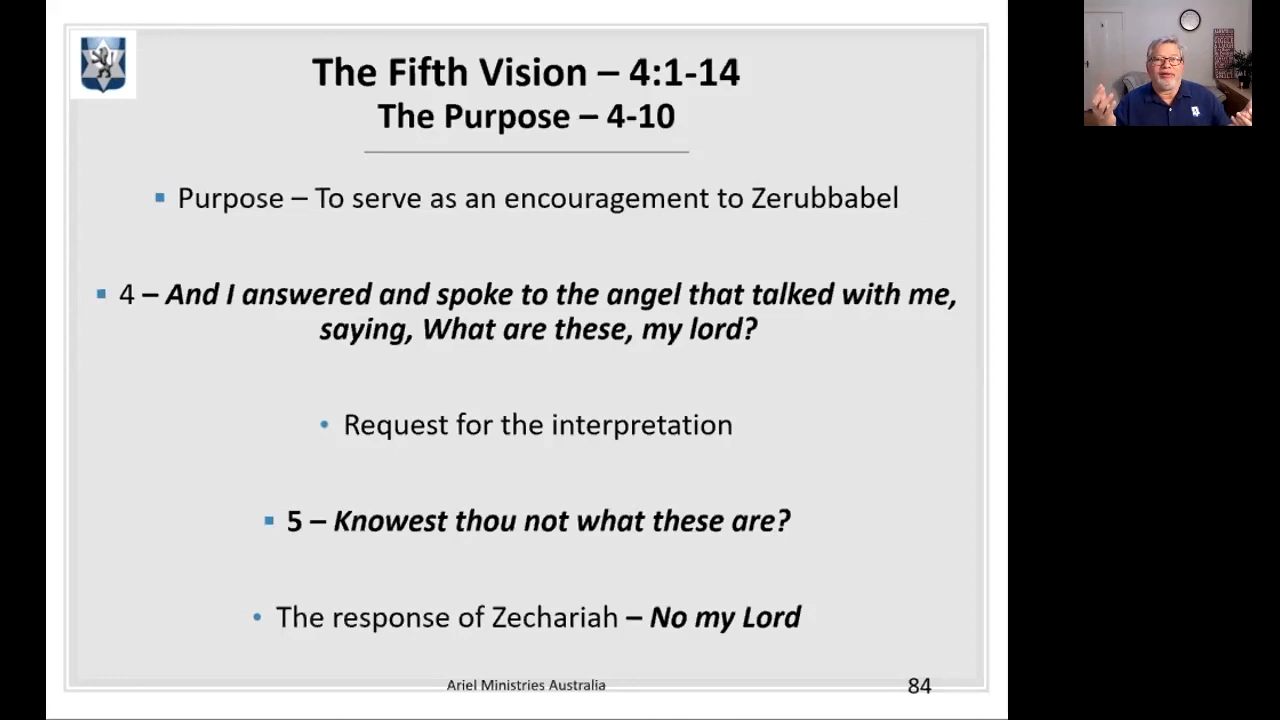 The Fifth Vision – 4:1-14
The Purpose – 4-10
▪ Purpose – To serve as an encouragement to Zerubbabel
▪ 4 – And I answered and spoke to the angel that talked with me,
saying, What are these, my lord?
• Request for the interpretation
▪ 5 – Knowest thou not what these are?
• The response of Zechariah – No my Lord
Ariel Ministries Australia
84